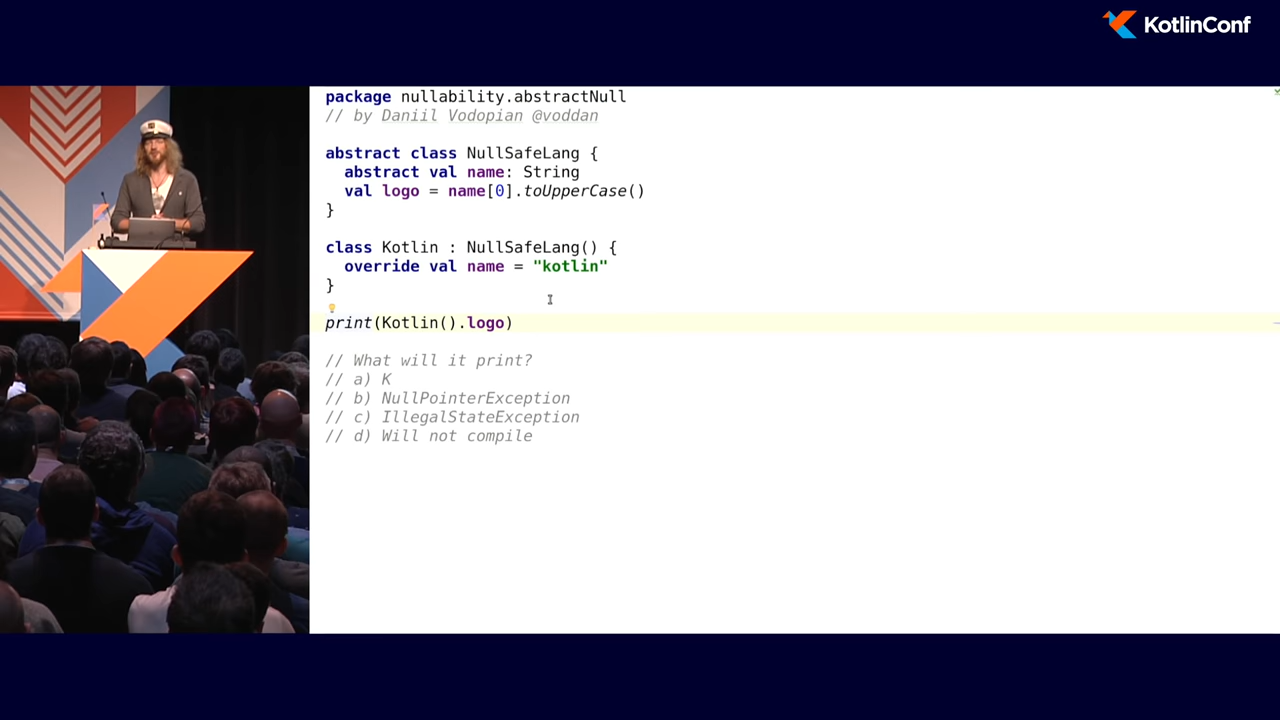 KotlinConf
package nullability.abstractNull
// by Daniil Vodopian @voddan
abstract class NullSafeLang {
abstract val name: String
val logo = name[0].toUpperCase()
}
class Kotlin : NullSafeLang() {
override val name = "kotlin"
}
print(Kotlin().logo)
// What will it print?
// a) K
// b) NullPointerException
// c) IllegalStateException
// d) Will not compile